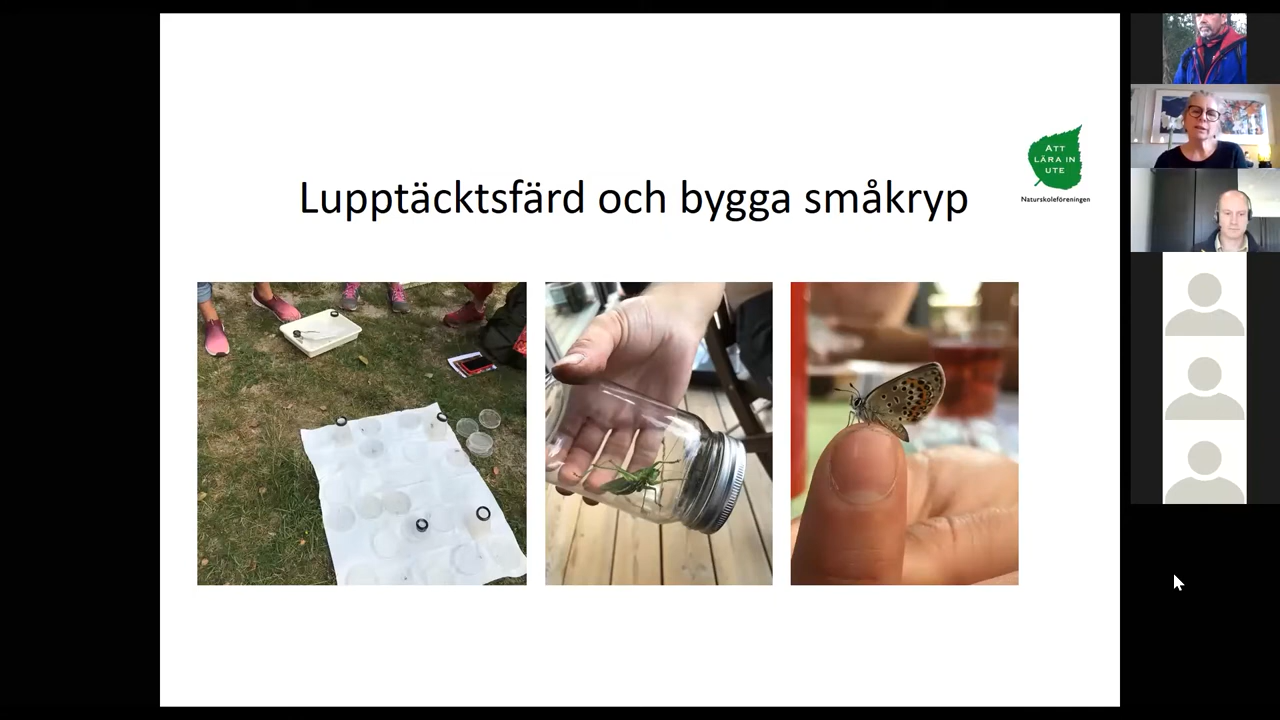 Lupptäcktsfärd och bygga småkryp
ATT
LÄRA IN
UTE
Naturskoleföreningen